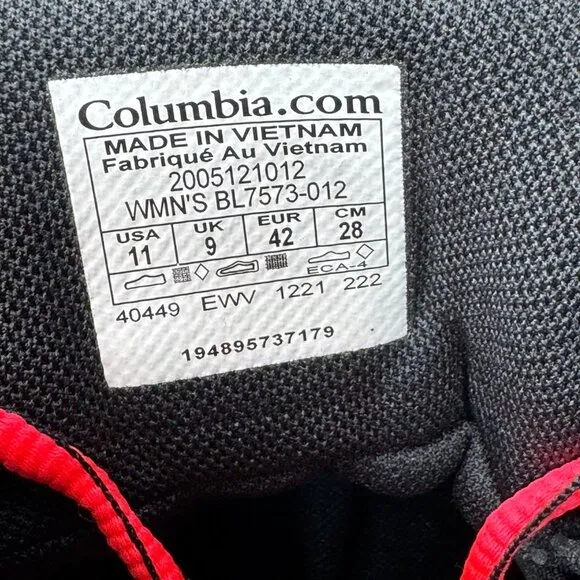 Columbia.com
MADE IN VIETNAM
Fabriqué Au Vietnam
2005121012
WMN'S BL7573-012
USA UK EUR CM
11 9 42 28
ECA-4
40449 EWV 1221 222
194895737179